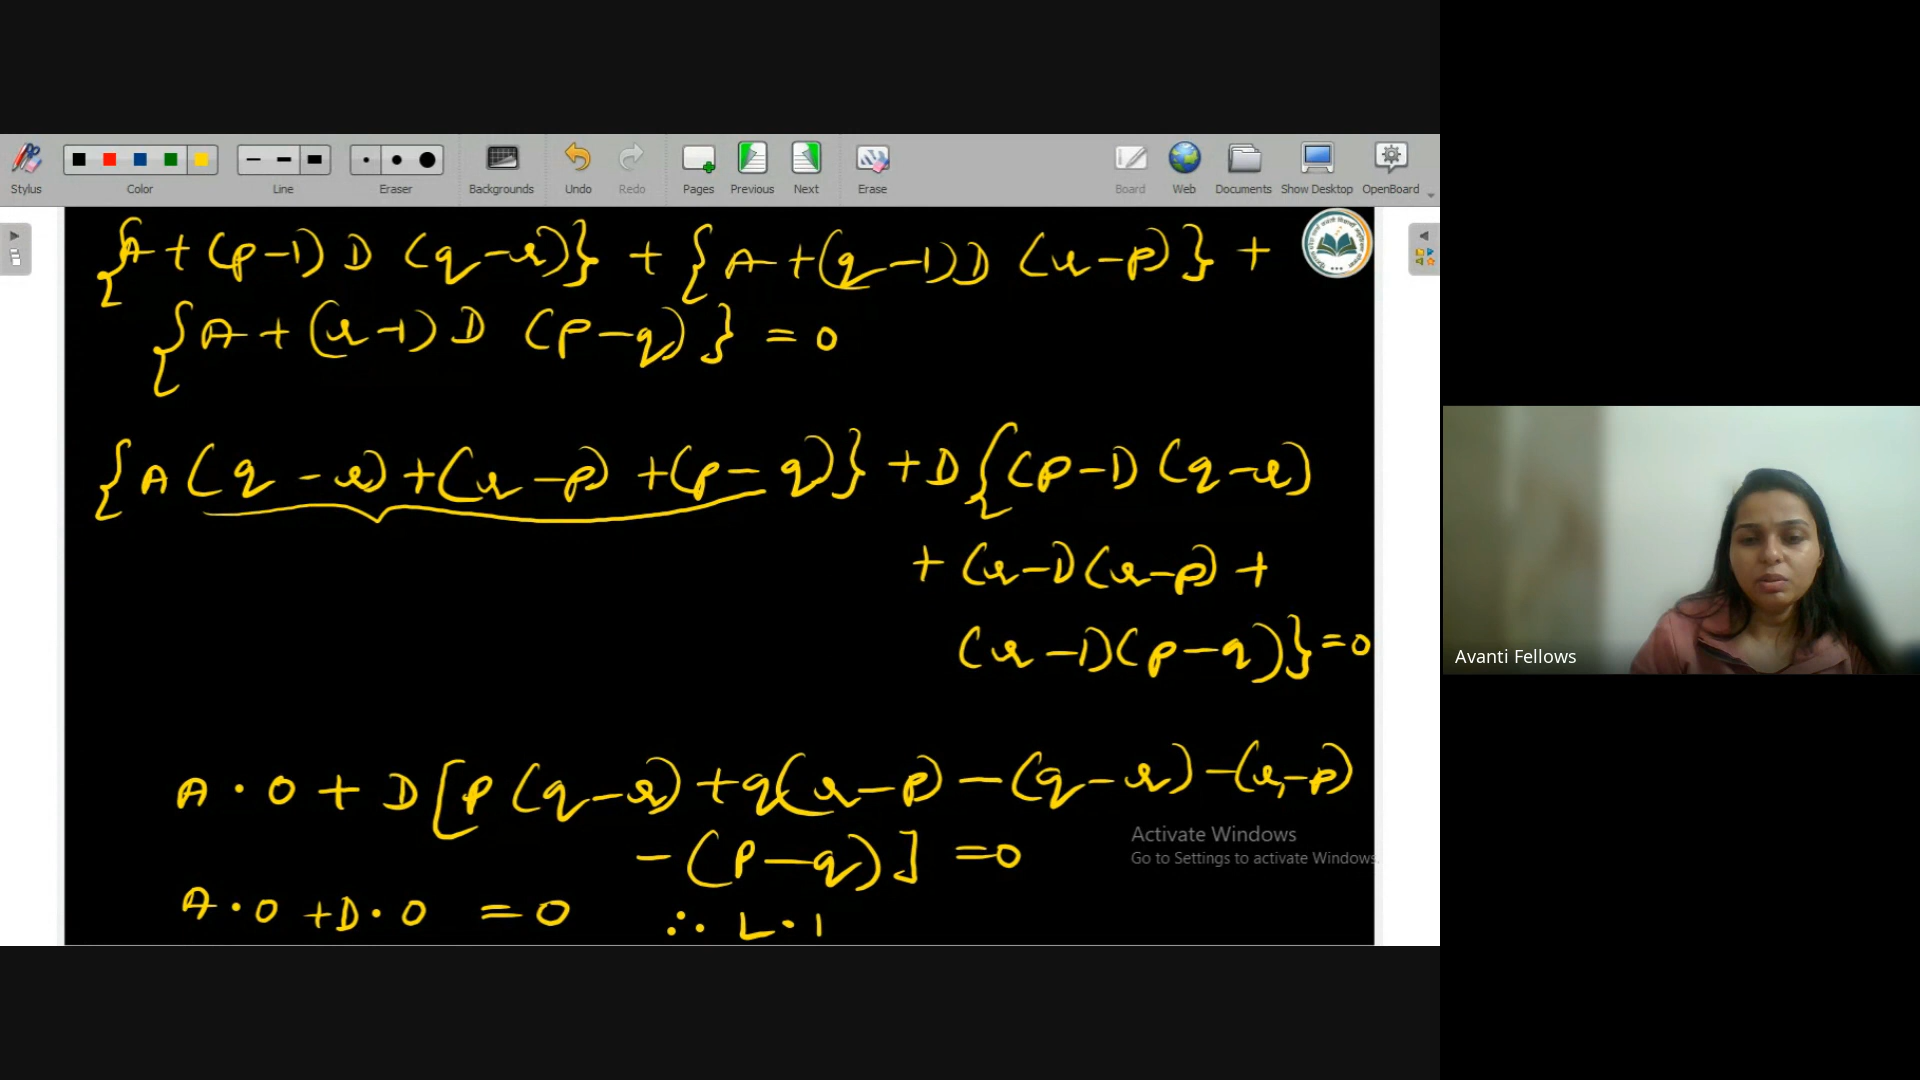 Stylus Color Line Eraser Backgrounds Undo Redo Pages Previous Next Erase Board Web Documents Show Desktop OpenBoard
{A+(p-1) D (q-r)} + {A+(q-1)D (r-p)} +
{A+(r-1) D (p-q)} = 0
{A(q-r)+(r-p)+(p-q)} +D{(p-1)(q-r)
+(r-1)(r-p)+
(r-1)(p-q)}=0
A·0+D[p(q-r)+q(r-p)-(q-r)-(r-p)
-(p-q)] =0
A·0+D·0 =0 ∴ L·1
Activate Windows
Go to Settings to activate Windows.
Avanti Fellows